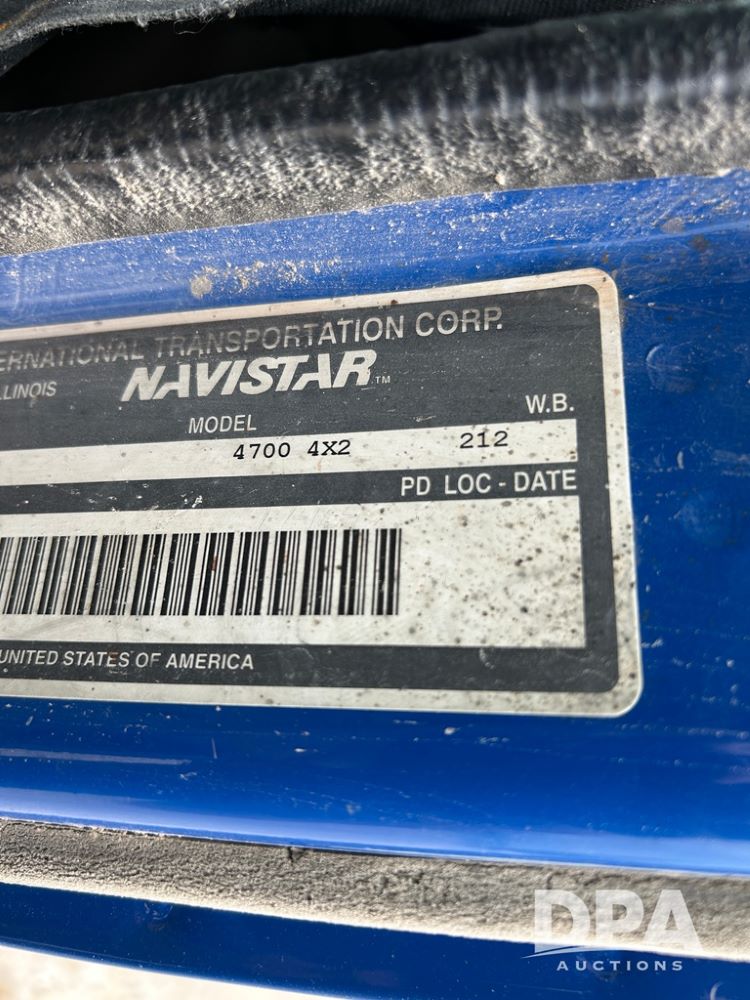 ERNATIONAL TRANSPORTATION CORP.
LLINOIS NAVISTAR™
MODEL W.B.
4700 4X2 212
PD LOC - DATE
UNITED STATES OF AMERICA
DPA
AUCTIONS